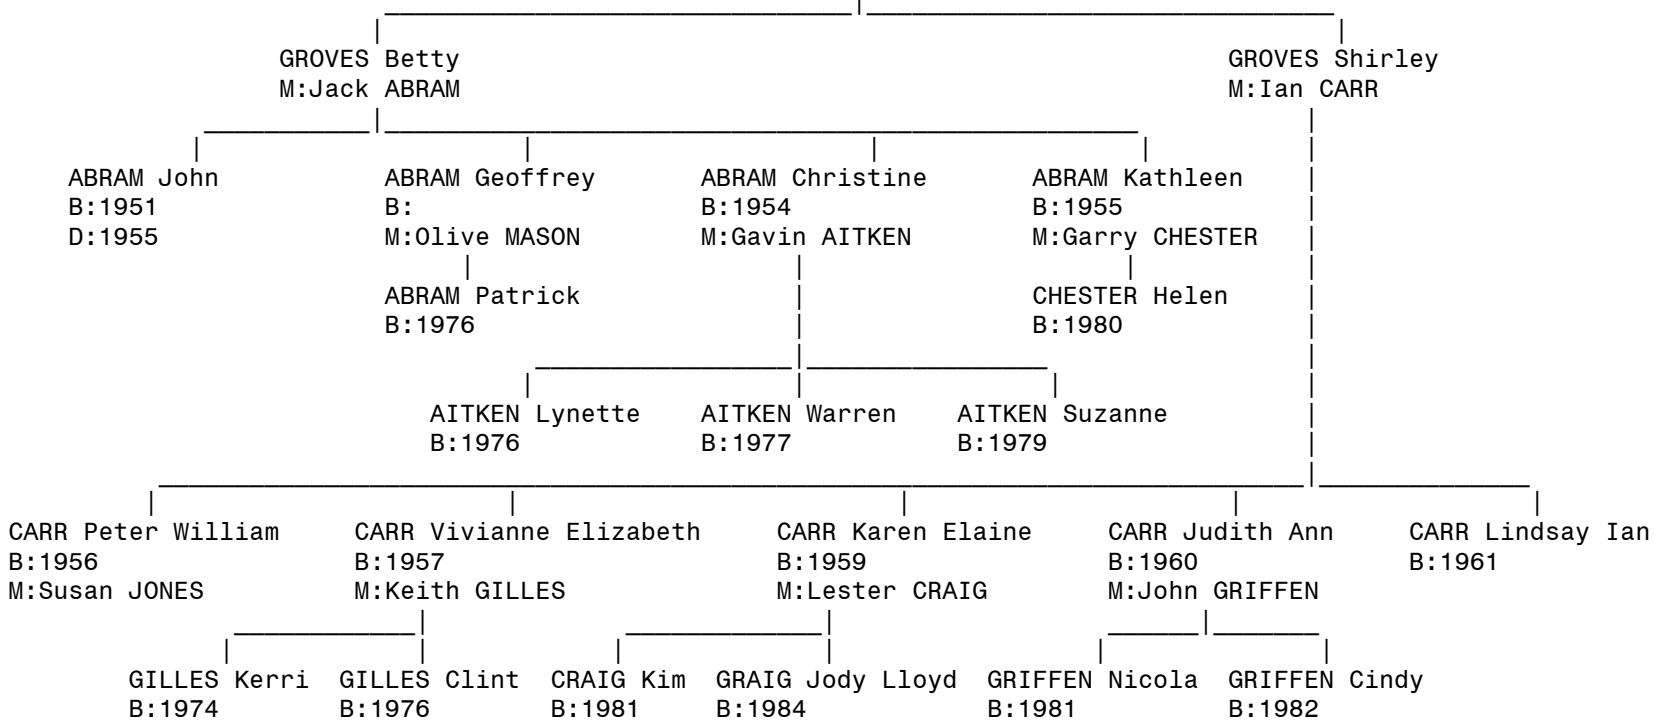 GROVES Betty GROVES Shirley
M:Jack ABRAM M:Ian CARR
ABRAM John ABRAM Geoffrey ABRAM Christine ABRAM Kathleen
B:1951 B: B:1954 B:1955
D:1955 M:Olive MASON M:Gavin AITKEN M:Garry CHESTER
ABRAM Patrick CHESTER Helen
B:1976 B:1980
AITKEN Lynette AITKEN Warren AITKEN Suzanne
B:1976 B:1977 B:1979
CARR Peter William CARR Vivianne Elizabeth CARR Karen Elaine CARR Judith Ann CARR Lindsay Ian
B:1956 B:1957 B:1959 B:1960 B:1961
M:Susan JONES M:Keith GILLES M:Lester CRAIG M:John GRIFFEN
GILLES Kerri GILLES Clint CRAIG Kim GRAIG Jody Lloyd GRIFFEN Nicola GRIFFEN Cindy
B:1974 B:1976 B:1981 B:1984 B:1981 B:1982